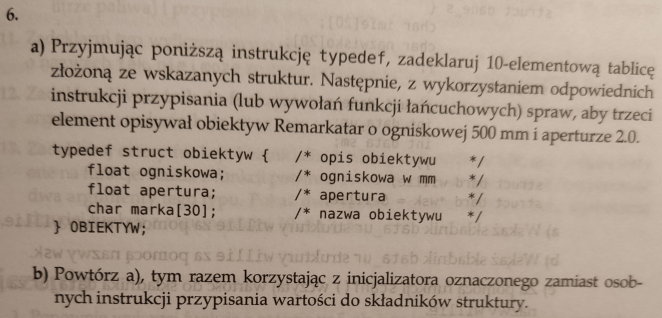 6.
a) Przyjmując poniższą instrukcję typedef, zadeklaruj 10-elementową tablicę
złożoną ze wskazanych struktur. Następnie, z wykorzystaniem odpowiednich
instrukcji przypisania (lub wywołań funkcji łańcuchowych) spraw, aby trzeci
element opisywał obiektyw Remarkatar o ogniskowej 500 mm i aperturze 2.0.
typedef struct obiektyw { /* opis obiektywu */
float ogniskowa; /* ogniskowa w mm */
float apertura; /* apertura */
char marka[30]; /* nazwa obiektywu */
} OBIEKTYW;
b) Powtórz a), tym razem korzystając z inicjalizatora oznaczonego zamiast osob-
nych instrukcji przypisania wartości do składników struktury.